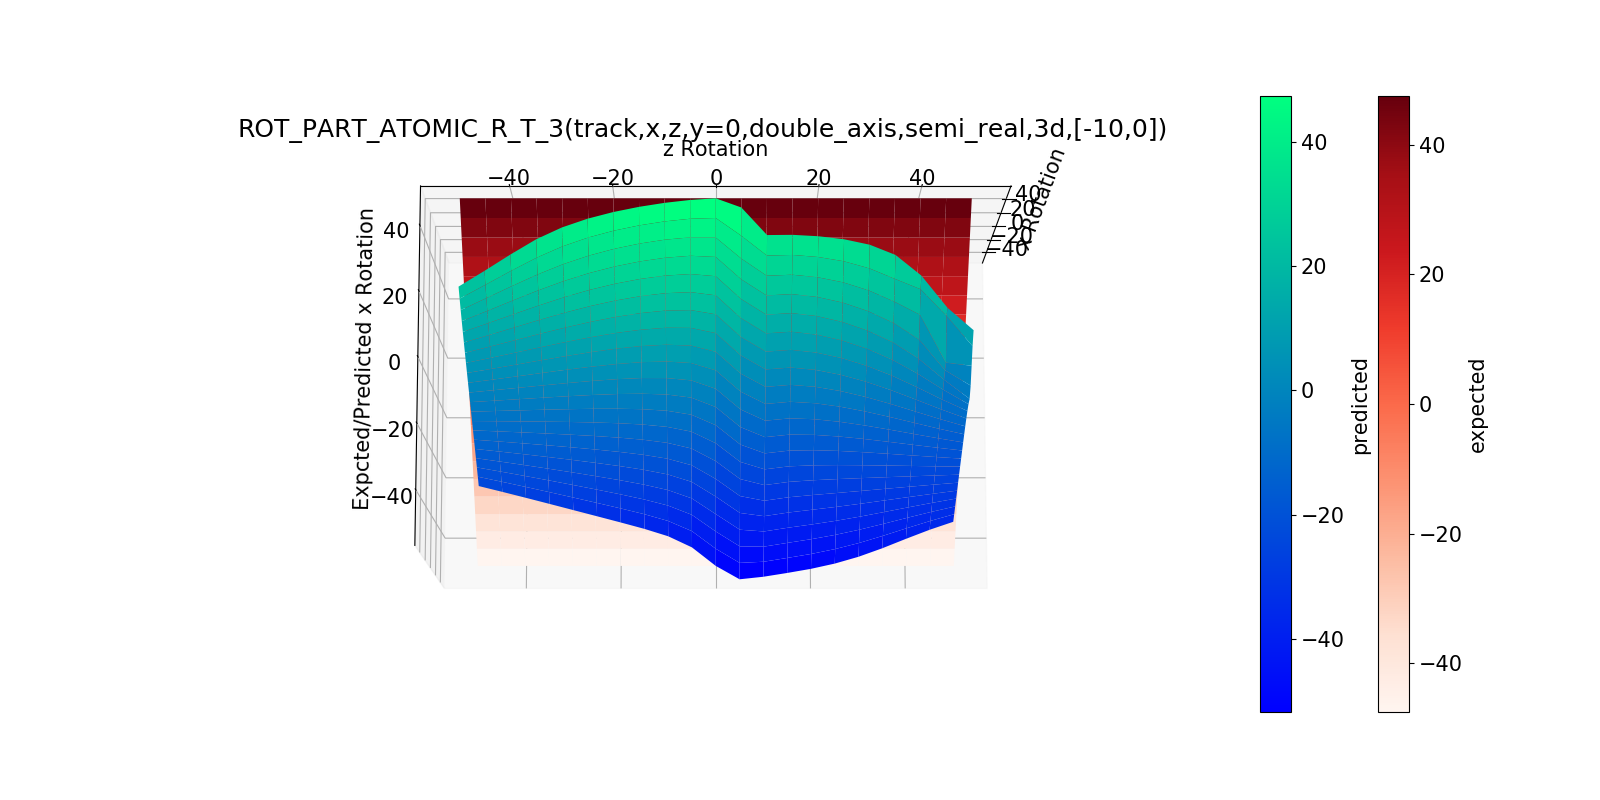 ROT_PART_ATOMIC_R_T_3(track,x,z,y=0,double_axis,semi_real,3d,[-10,0])
z Rotation
−40 −20 0 20 40
x Rotation
40
20
0
−20
−40
Expcted/Predicted x Rotation
40
20
0
−20
−40
predicted
40
20
0
−20
−40
expected
40
20
0
−20
−40